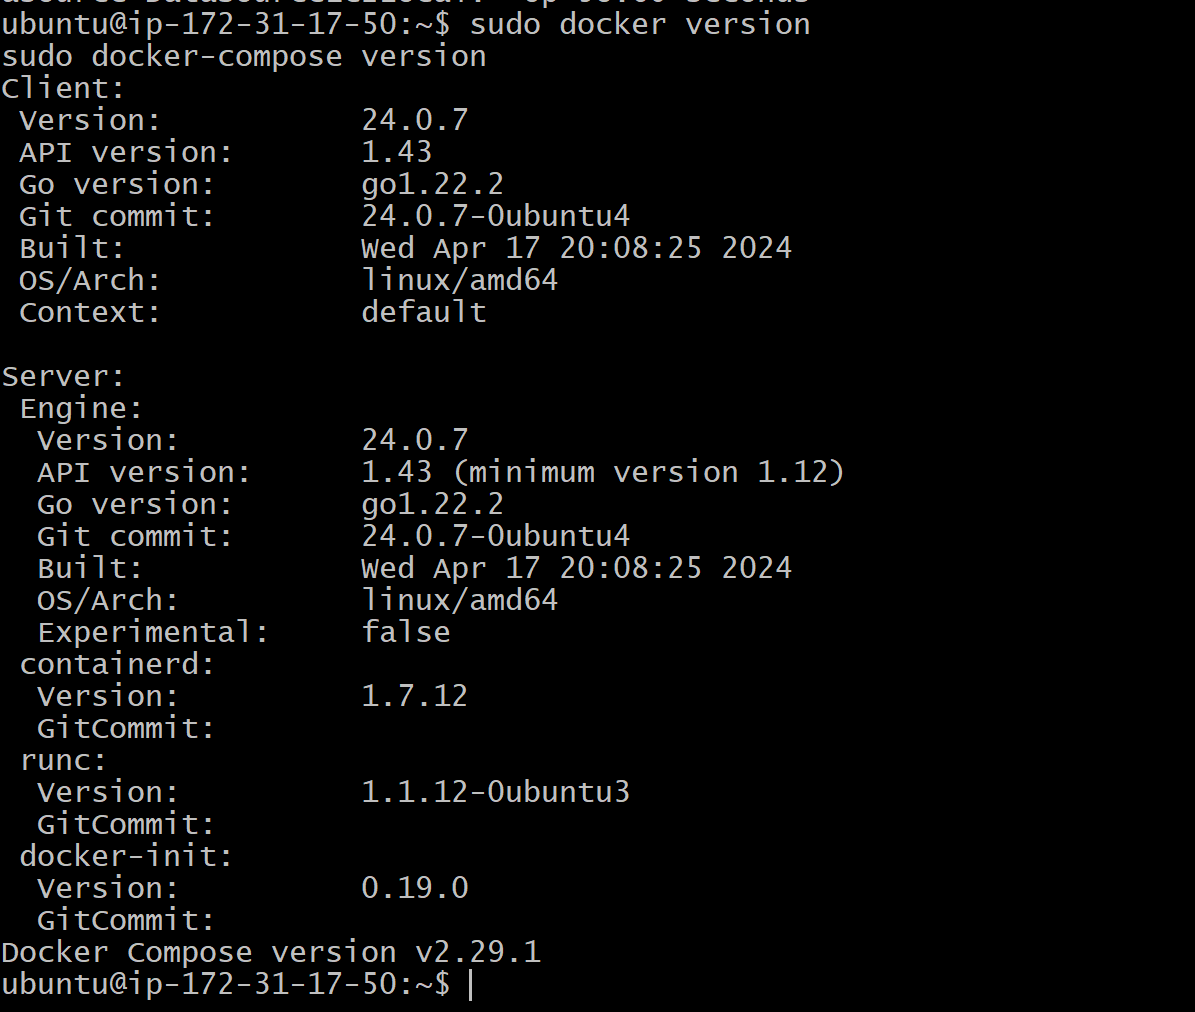 ubuntu@ip-172-31-17-50:~$ sudo docker version
sudo docker-compose version
Client:
 Version:           24.0.7
 API version:       1.43
 Go version:        go1.22.2
 Git commit:        24.0.7-0ubuntu4
 Built:             Wed Apr 17 20:08:25 2024
 OS/Arch:           linux/amd64
 Context:           default

Server:
 Engine:
  Version:          24.0.7
  API version:      1.43 (minimum version 1.12)
  Go version:       go1.22.2
  Git commit:       24.0.7-0ubuntu4
  Built:            Wed Apr 17 20:08:25 2024
  OS/Arch:          linux/amd64
  Experimental:     false
 containerd:
  Version:          1.7.12
  GitCommit:
 runc:
  Version:          1.1.12-0ubuntu3
  GitCommit:
 docker-init:
  Version:          0.19.0
  GitCommit:
Docker Compose version v2.29.1
ubuntu@ip-172-31-17-50:~$